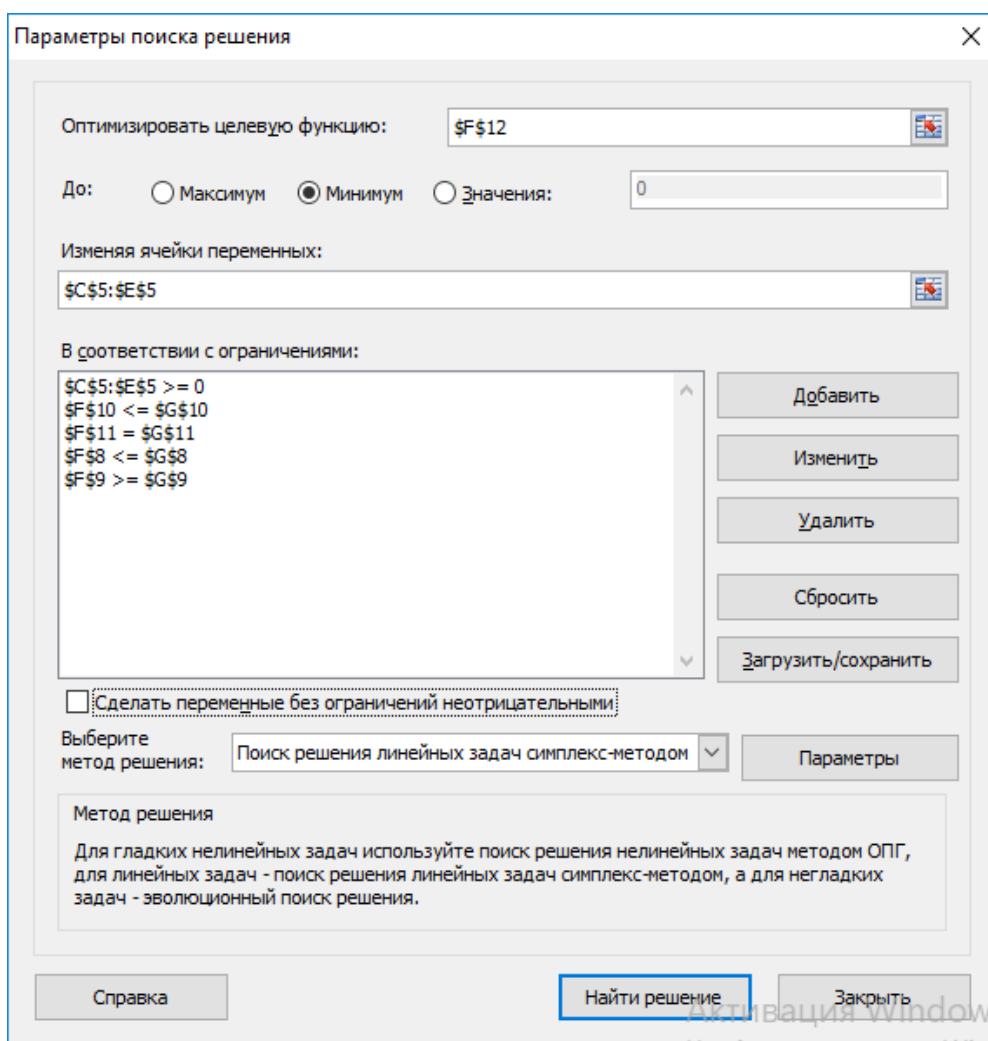 Параметры поиска решения
Оптимизировать целевую функцию: $F$12
До: Максимум Минимум Значения: 0
Изменяя ячейки переменных:
$C$5:$E$5
В соответствии с ограничениями:
$C$5:$E$5 >= 0
$F$10 <= $G$10
$F$11 = $G$11
$F$8 <= $G$8
$F$9 >= $G$9
Добавить
Изменить
Удалить
Сбросить
Загрузить/сохранить
Сделать переменные без ограничений неотрицательными
Выберите
метод решения: Поиск решения линейных задач симплекс-методом Параметры
Метод решения
Для гладких нелинейных задач используйте поиск решения нелинейных задач методом ОПГ,
для линейных задач - поиск решения линейных задач симплекс-методом, а для негладких
задач - эволюционный поиск решения.
Справка Найти решение Закрыть
Активация Window